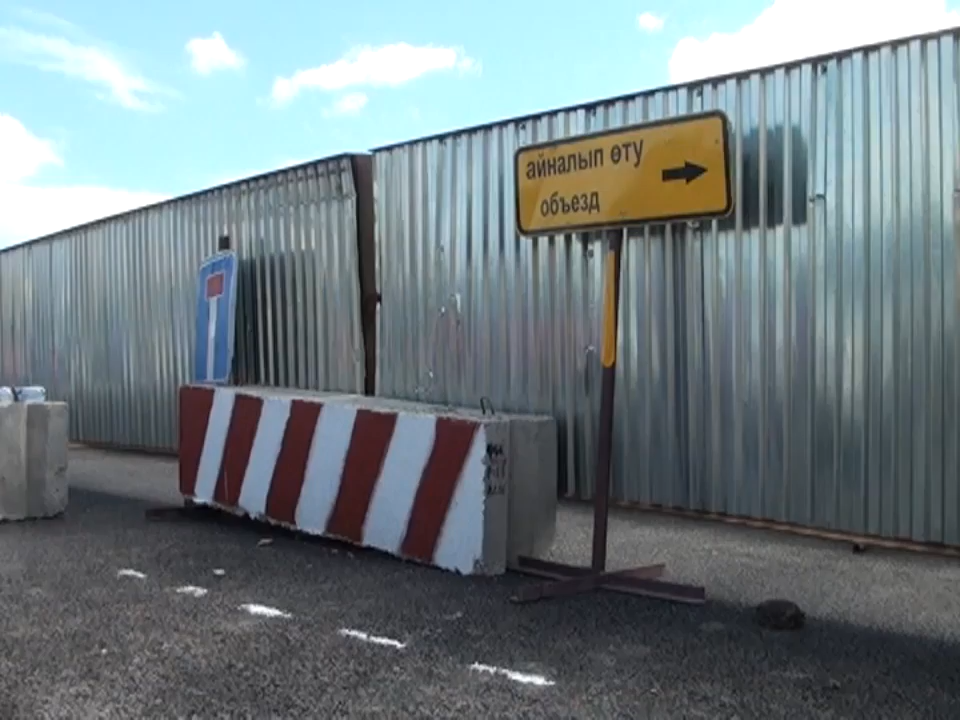 айналып өту
объезд